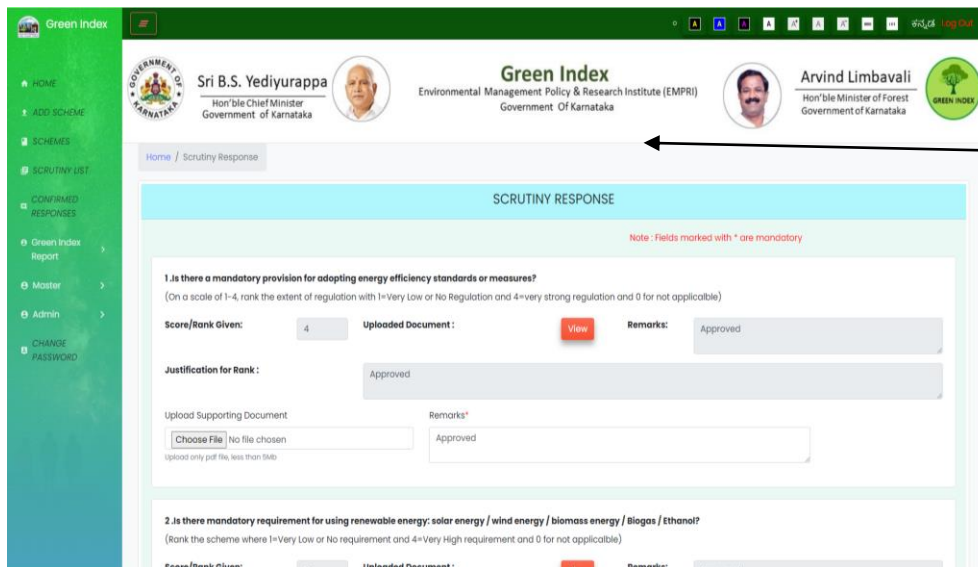 Green Index
A A A A A+ A A- ಕನ್ನಡ Log Out
HOME
ADD SCHEME
SCHEMES
SCRUTINY LIST
CONFIRMED
RESPONSES
Green Index
Report
Master
Admin
CHANGE
PASSWORD
GOVERNMENT OF KARNATAKA
Sri B.S. Yediyurappa
Hon'ble Chief Minister
Government of Karnataka
Green Index
Environmental Management Policy & Research Institute (EMPRI)
Government Of Karnataka
Arvind Limbavali
Hon'ble Minister of Forest
Government of Karnataka
GREEN INDEX
Home / Scrutiny Response
SCRUTINY RESPONSE
Note : Fields marked with * are mandatory
1 .Is there a mandatory provision for adopting energy efficiency standards or measures?
(On a scale of 1-4, rank the extent of regulation with 1=Very Low or No Regulation and 4=very strong regulation and 0 for not applicalble)
Score/Rank Given: 4 Uploaded Document : View Remarks: Approved
Justification for Rank : Approved
Upload Supporting Document Remarks*
Choose File No file chosen Approved
Upload only pdf file, less than 5Mb
2 .Is there mandatory requirement for using renewable energy: solar energy / wind energy / biomass energy / Biogas / Ethanol?
(Rank the scheme where 1=Very Low or No requirement and 4=Very High requirement and 0 for not applicalble)
Score/Rank Given: Uploaded Document : Remarks: